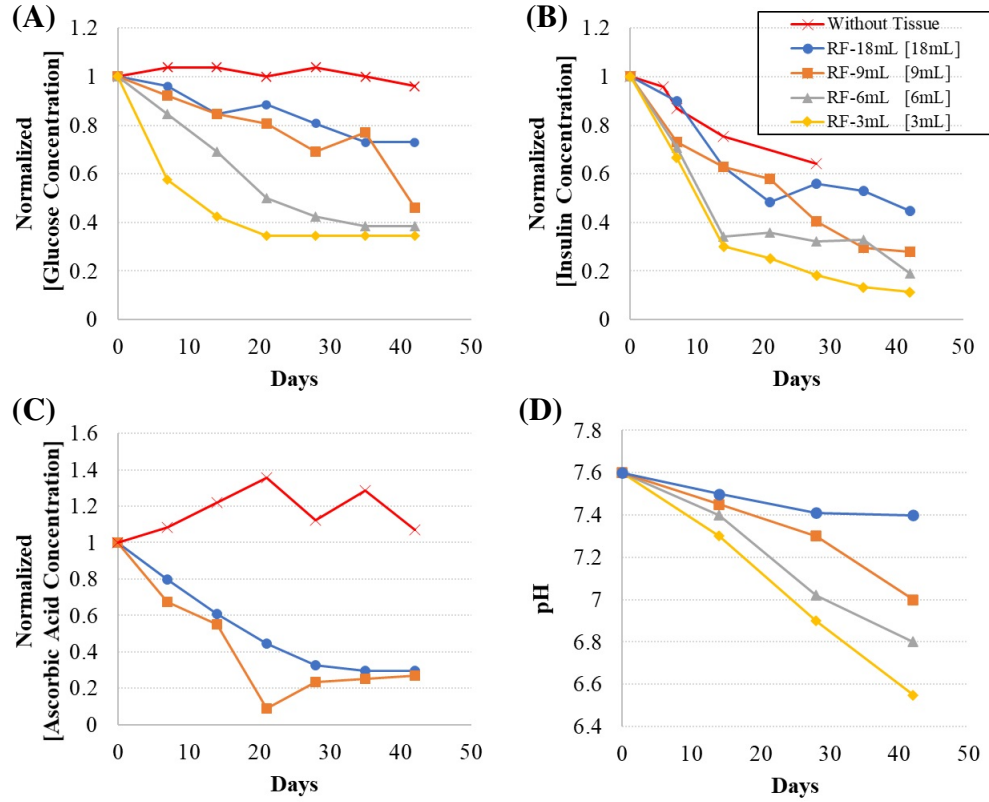 (A)
1.2
1
0.8
0.6
0.4
0.2
0
0 10 20 30 40 50
Normalized
[Glucose Concentration]
Days
(B)
1.2
1
0.8
0.6
0.4
0.2
0
0 10 20 30 40 50
Normalized
[Insulin Concentration]
Days
Without Tissue
RF-18mL [18mL]
RF-9mL [9mL]
RF-6mL [6mL]
RF-3mL [3mL]
(C)
1.6
1.4
1.2
1
0.8
0.6
0.4
0.2
0
0 10 20 30 40 50
Normalized
[Ascorbic Acid Concentration]
Days
(D)
7.8
7.6
7.4
7.2
7
6.8
6.6
6.4
0 10 20 30 40 50
pH
Days